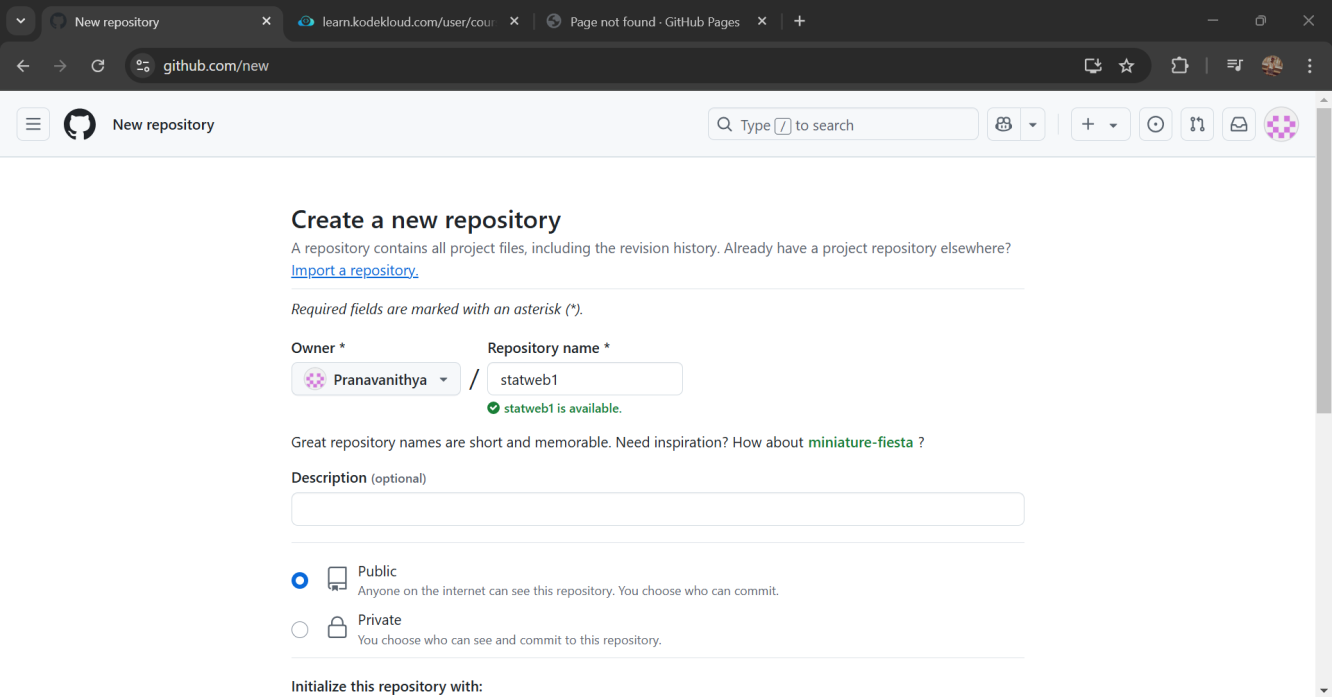 New repository
learn.kodekloud.com/user/cour
Page not found · GitHub Pages
github.com/new
New repository
Type / to search
Create a new repository
A repository contains all project files, including the revision history. Already have a project repository elsewhere?
Import a repository.
Required fields are marked with an asterisk (*).
Owner *
Repository name *
Pranavanithya
/
statweb1
statweb1 is available.
Great repository names are short and memorable. Need inspiration? How about miniature-fiesta ?
Description (optional)
Public
Anyone on the internet can see this repository. You choose who can commit.
Private
You choose who can see and commit to this repository.
Initialize this repository with: